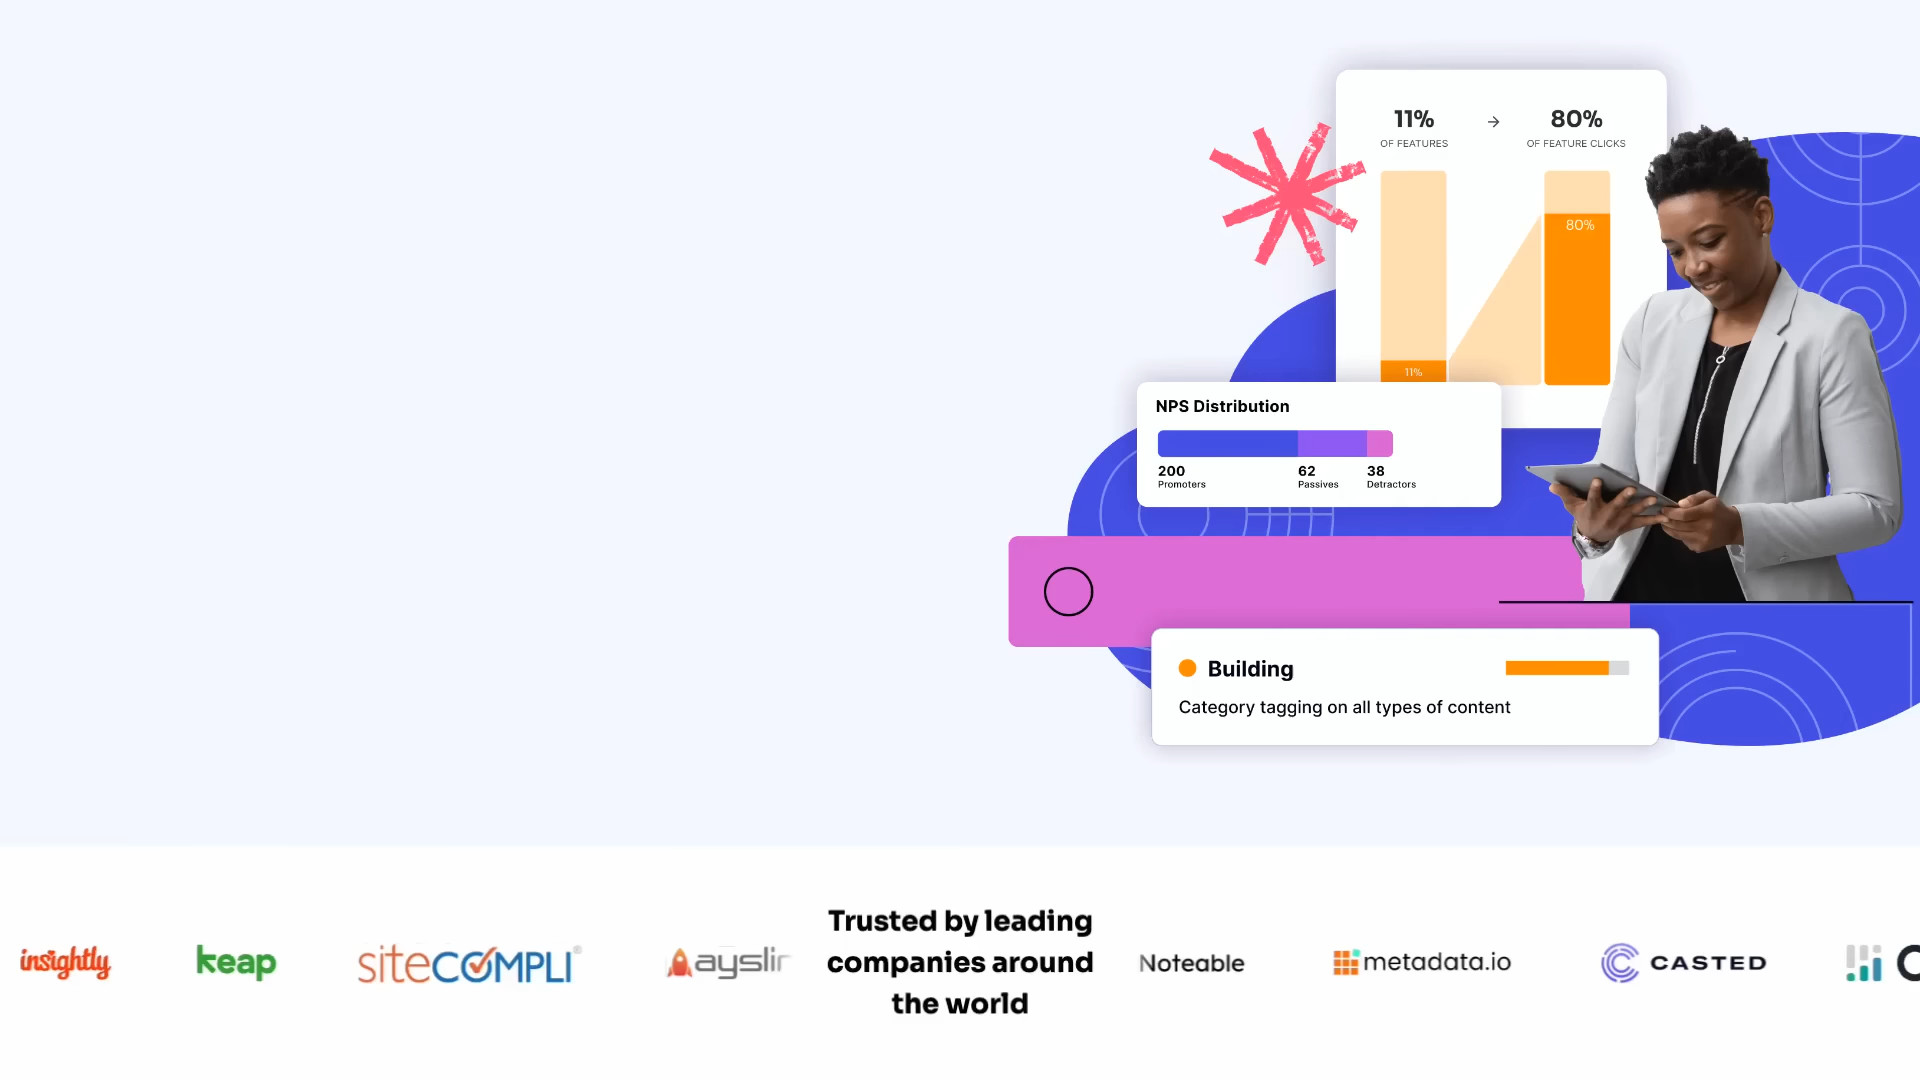 11% → 80%
OF FEATURES OF FEATURE CLICKS
80%
11%
NPS Distribution
200 62 38
Promoters Passives Detractors
Building
Category tagging on all types of content
Trusted by leading
companies around
the world
insightly
keap
siteCOMPLI®
Noteable
metadata.io
CASTED